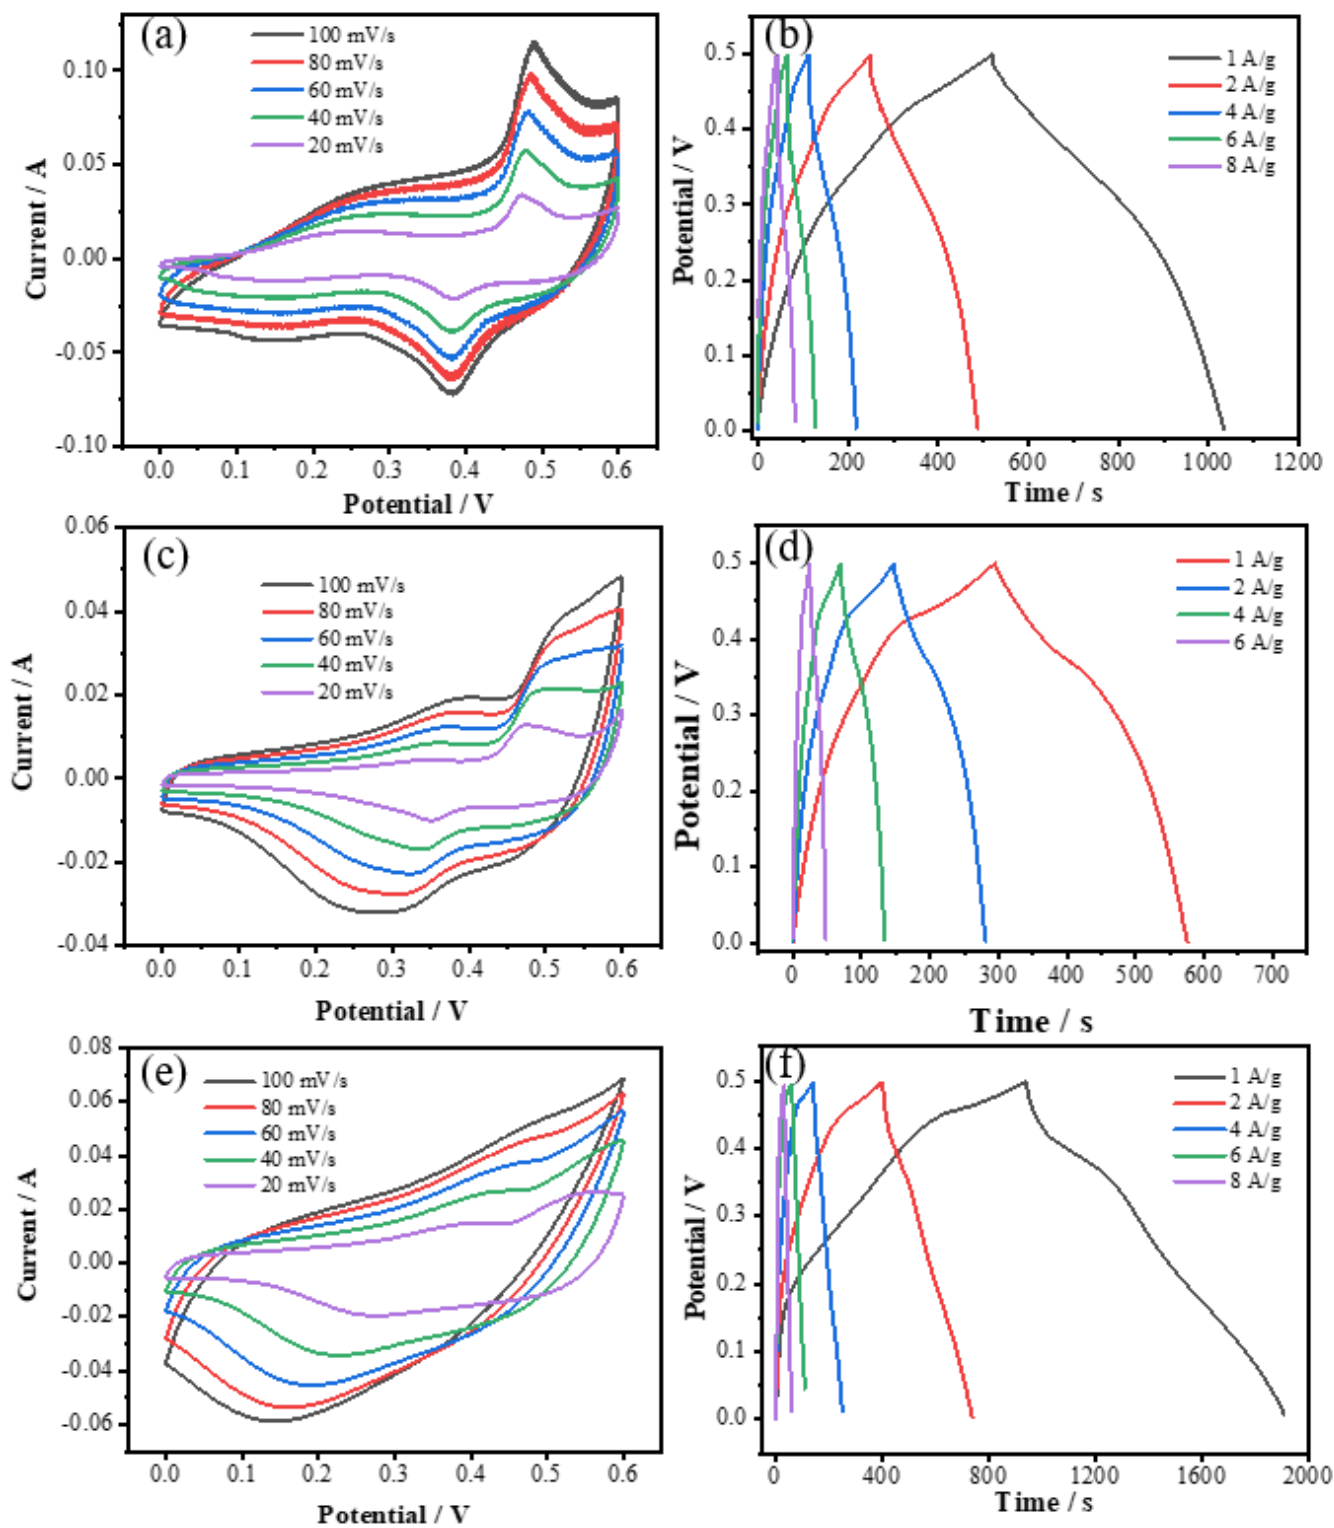 (a)
100 mV/s
80 mV/s
60 mV/s
40 mV/s
20 mV/s
0.10
0.05
0.00
-0.05
-0.10
Current / A
0.0 0.1 0.2 0.3 0.4 0.5 0.6
Potential / V
(b)
1 A/g
2 A/g
4 A/g
6 A/g
8 A/g
0.5
0.4
0.3
0.2
0.1
0.0
Potential / V
0 200 400 600 800 1000 1200
Time / s
(c)
100 mV/s
80 mV/s
60 mV/s
40 mV/s
20 mV/s
0.06
0.04
0.02
0.00
-0.02
-0.04
Current / A
0.0 0.1 0.2 0.3 0.4 0.5 0.6
Potential / V
(d)
1 A/g
2 A/g
4 A/g
6 A/g
0.5
0.4
0.3
0.2
0.1
0.0
Potential / V
0 100 200 300 400 500 600 700
Time / s
(e)
100 mV/s
80 mV/s
60 mV/s
40 mV/s
20 mV/s
0.08
0.06
0.04
0.02
0.00
-0.02
-0.04
-0.06
Current / A
0.0 0.1 0.2 0.3 0.4 0.5 0.6
Potential / V
(f)
1 A/g
2 A/g
4 A/g
6 A/g
8 A/g
0.5
0.4
0.3
0.2
0.1
0.0
Potential / V
0 400 800 1200 1600 2000
Time / s